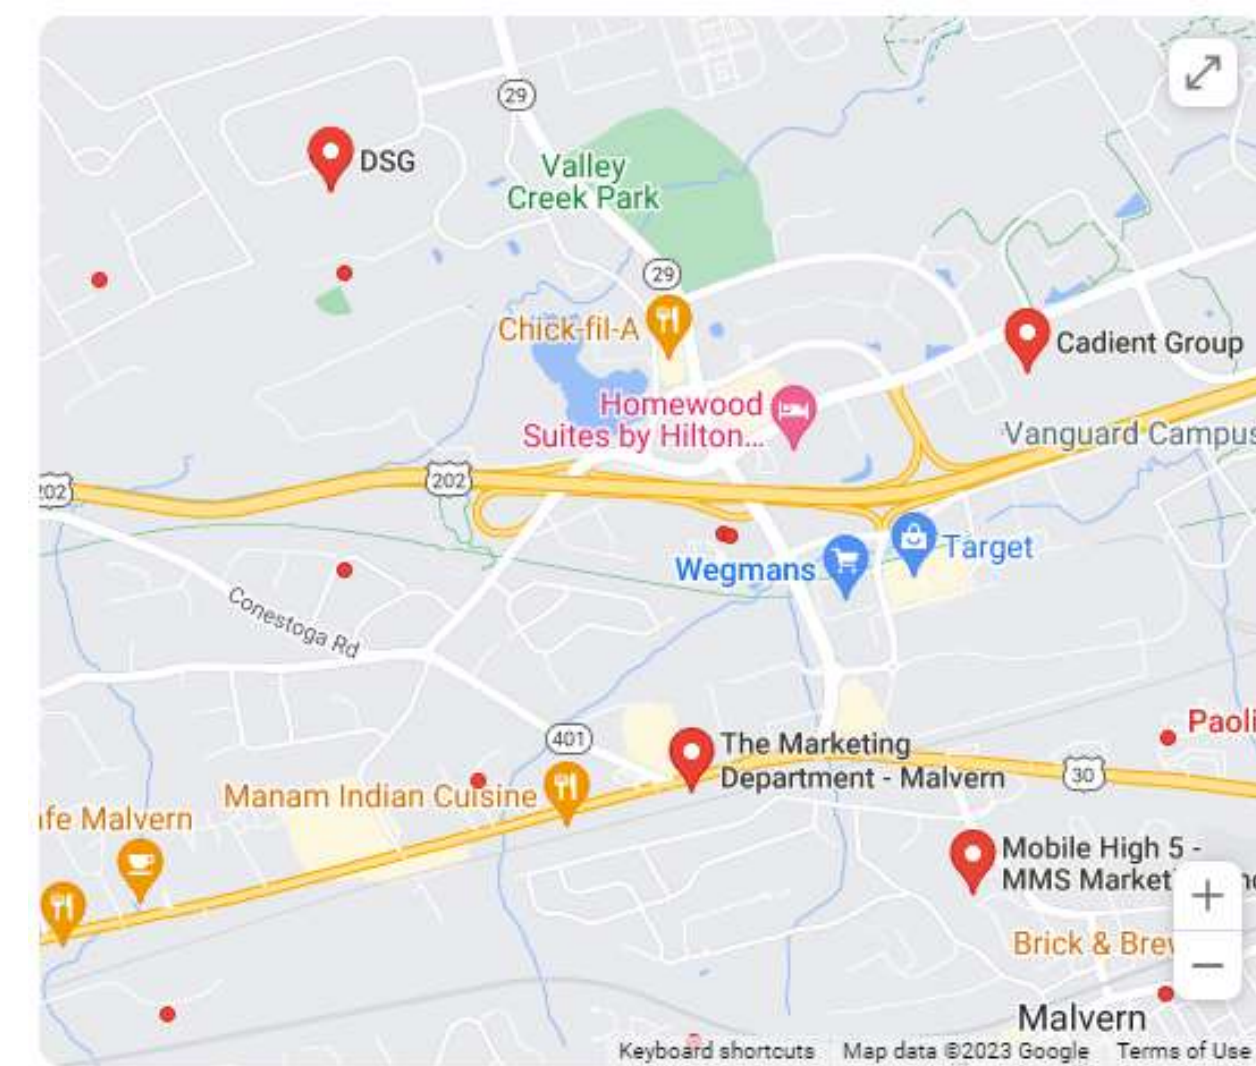 29
DSG
Valley
Creek Park
29
Chick-fil-A
Cadient Group
Homewood
Suites by Hilton...
Vanguard Campus
202
202
Wegmans
Target
Conestoga Rd
Paoli
401
The Marketing
Department - Malvern
30
Manam Indian Cuisine
Malvern
Mobile High 5 -
MMS
Brick &
Malvern
Keyboard shortcuts Map data ©2023 Google Terms of Use